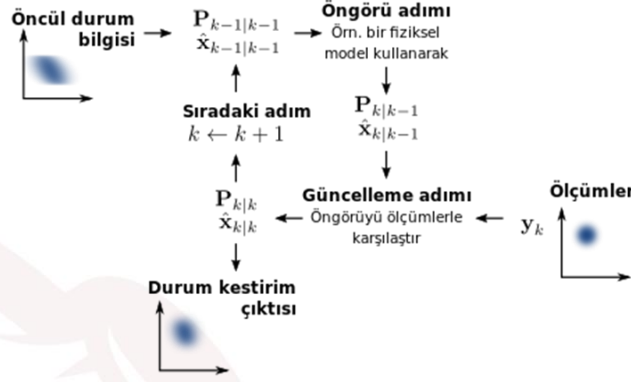 Öncül durum
bilgisi
P_{k−1|k−1}
x̂_{k−1|k−1}
Öngörü adımı
Örn. bir fiziksel
model kullanarak
Sıradaki adım
k ← k + 1
P_{k|k−1}
x̂_{k|k−1}
P_{k|k}
x̂_{k|k}
Güncelleme adımı
Öngörüyü ölçümlerle
karşılaştır
Ölçümler
y_k
Durum kestirim
çıktısı